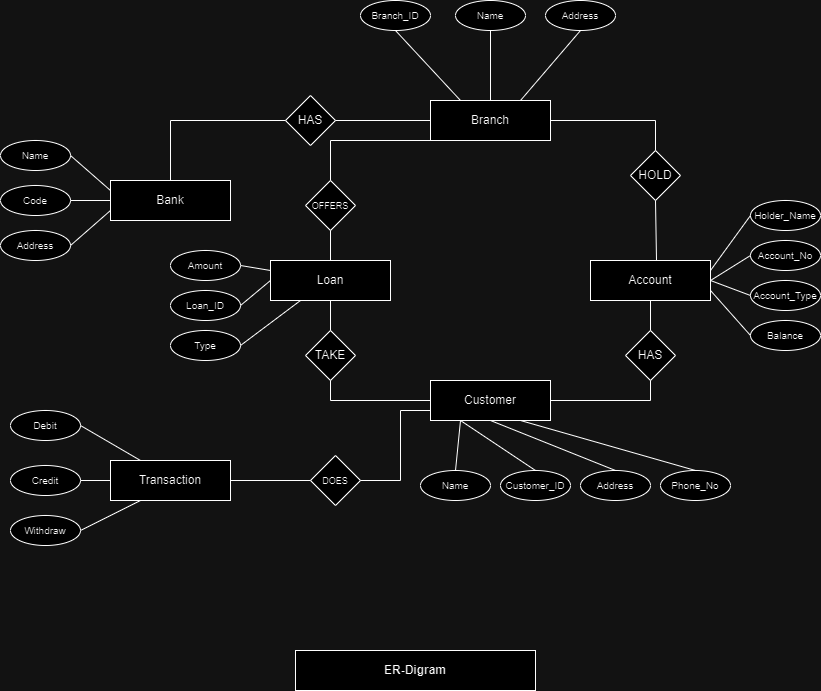 Branch_ID
Name
Address
HAS
Branch
Name
Code
Address
Bank
HOLD
OFFERS
Holder_Name
Account_No
Account_Type
Balance
Amount
Loan_ID
Type
Loan
Account
TAKE
HAS
Customer
Debit
Credit
Withdraw
Transaction
DOES
Name
Customer_ID
Address
Phone_No
ER-Digram